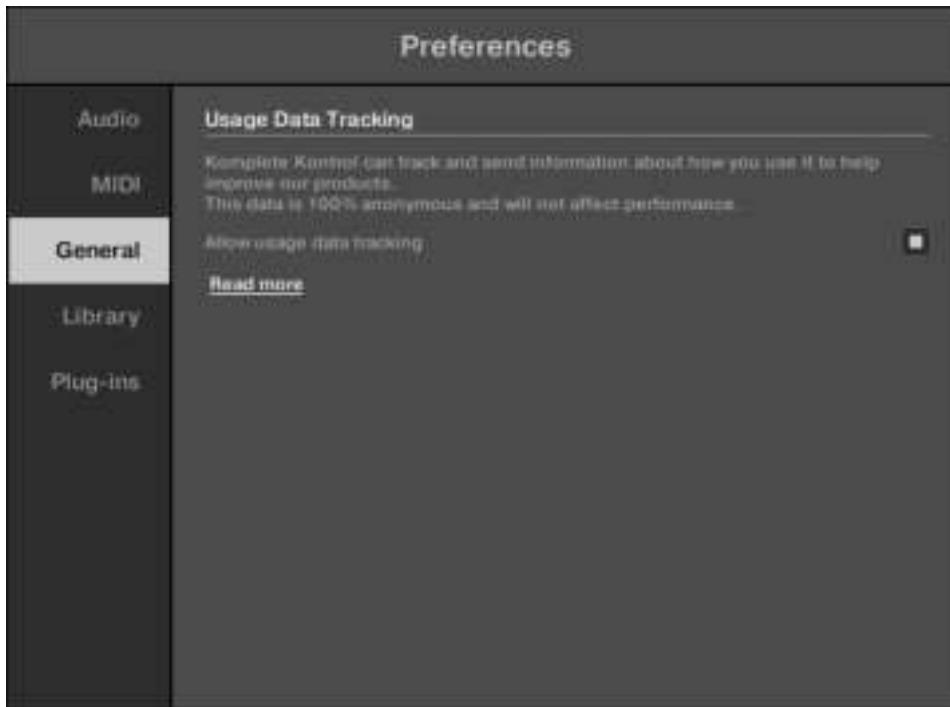 Preferences
Audio
MIDI
General
Library
Plug-ins
Usage Data Tracking
Komplete Kontrol can track and send information about how you use it to help
improve our products.
This data is 100% anonymous and will not affect performance.
Allow usage data tracking
Read more